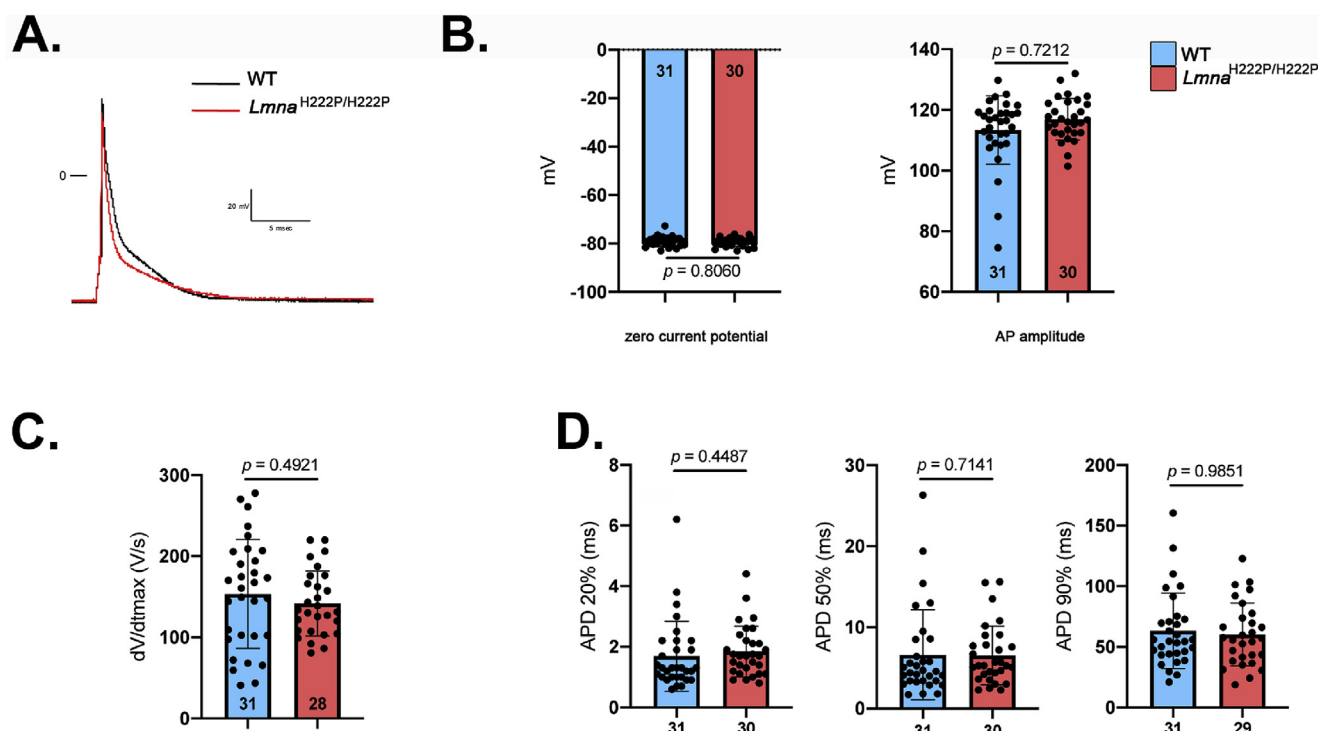 A.
WT
Lmna H222P/H222P
0
20 mV
5 msec
B.
0
-20
-40
-60
-80
-100
mV
31
30
p = 0.8060
zero current potential
140
120
100
80
60
mV
p = 0.7212
31
30
AP amplitude
WT
Lmna H222P/H222P
C.
300
200
100
0
dV/dtmax (V/s)
p = 0.4921
31
28
D.
8
6
4
2
0
APD 20% (ms)
p = 0.4487
31
30
30
20
10
0
APD 50% (ms)
p = 0.7141
31
30
200
150
100
50
0
APD 90% (ms)
p = 0.9851
31
29